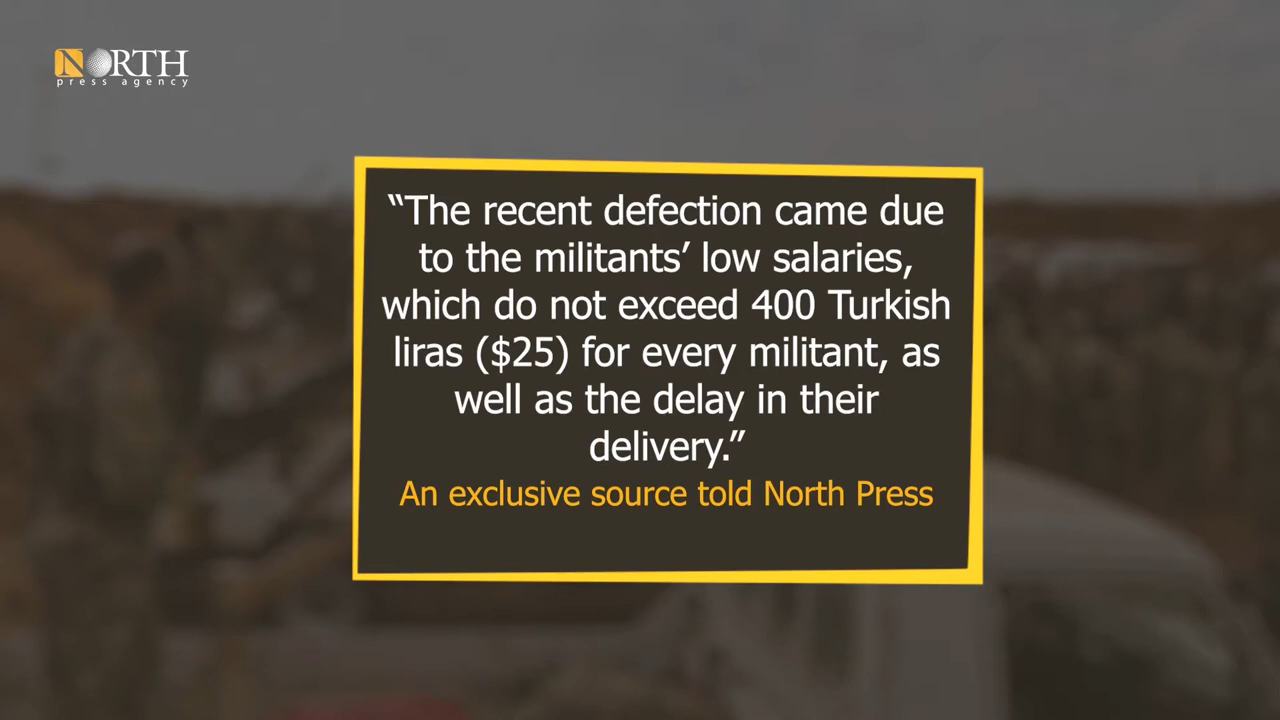 NORTH
press agency
“The recent defection came due
to the militants’ low salaries,
which do not exceed 400 Turkish
liras ($25) for every militant, as
well as the delay in their
delivery.”
An exclusive source told North Press